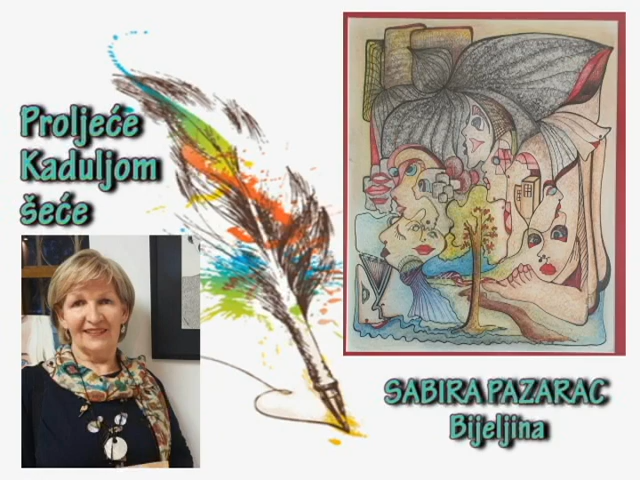 Proljeće
Kaduljom
šeće
SABIRA PAZARAC
Bijeljina